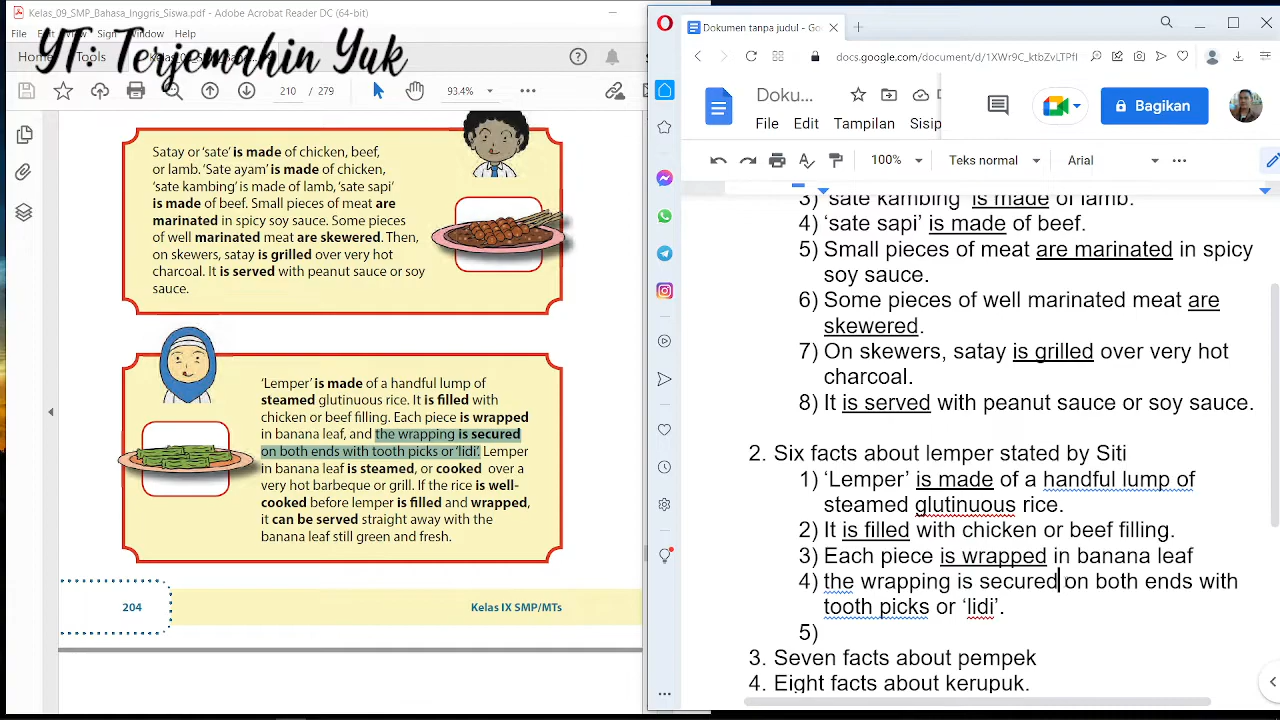 Kelas_09_SMP_Bahasa_Inggris_Siswa.pdf - Adobe Acrobat Reader DC (64-bit)
File Edit View Sign Window Help
YT: Terjemahin Yuk
Home Tools
210 / 279
93.4%
Satay or ‘sate’ is made of chicken, beef,
or lamb. ‘Sate ayam’ is made of chicken,
‘sate kambing’ is made of lamb, ‘sate sapi’
is made of beef. Small pieces of meat are
marinated in spicy soy sauce. Some pieces
of well marinated meat are skewered. Then,
on skewers, satay is grilled over very hot
charcoal. It is served with peanut sauce or soy
sauce.
‘Lemper’ is made of a handful lump of
steamed glutinous rice. It is filled with
chicken or beef filling. Each piece is wrapped
in banana leaf, and the wrapping is secured
on both ends with tooth picks or ‘lidi’. Lemper
in banana leaf is steamed, or cooked over a
very hot barbeque or grill. If the rice is well-
cooked before lemper is filled and wrapped,
it can be served straight away with the
banana leaf still green and fresh.
204
Kelas IX SMP/MTs
Dokumen tanpa judul - Go
docs.google.com/document/d/1XWr9C_ktbZvLTPfl
Doku...
File Edit Tampilan Sisip
Bagikan
100% Teks normal Arial
3) ‘sate kambing’ is made of lamb.
4) ‘sate sapi’ is made of beef.
5) Small pieces of meat are marinated in spicy
soy sauce.
6) Some pieces of well marinated meat are
skewered.
7) On skewers, satay is grilled over very hot
charcoal.
8) It is served with peanut sauce or soy sauce.
2. Six facts about lemper stated by Siti
1) ‘Lemper’ is made of a handful lump of
steamed glutinous rice.
2) It is filled with chicken or beef filling.
3) Each piece is wrapped in banana leaf
4) the wrapping is secured on both ends with
tooth picks or ‘lidi’.
5)
3. Seven facts about pempek
4. Eight facts about kerupuk.